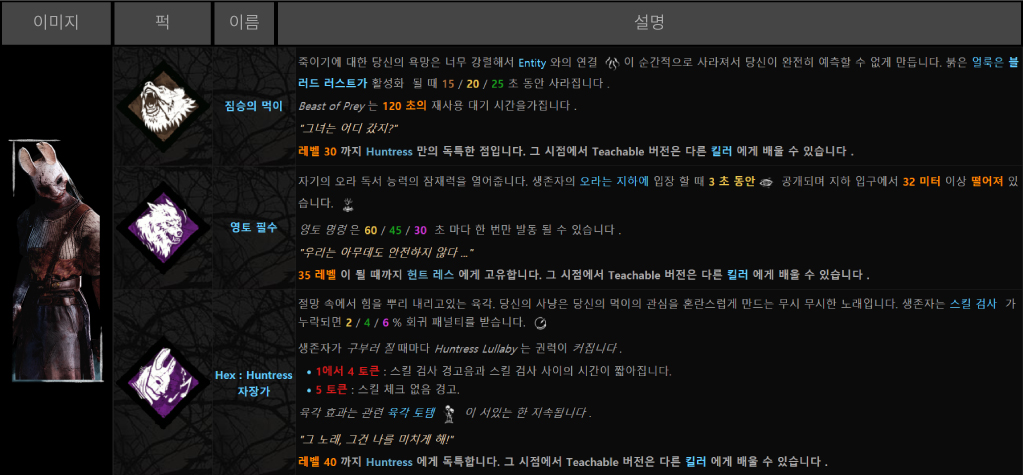 이미지 퍽 이름 설명
죽이기에 대한 당신의 욕망은 너무 강렬해서 Entity 와의 연결 이 순간적으로 사라져서 당신이 완전히 예측할 수 없게 만듭니다. 붉은 얼룩은 블
러드 러스트가 활성화 될 때 15 / 20 / 25 초 동안 사라집니다 .
짐승의 먹이
Beast of Prey 는 120 초의 재사용 대기 시간을가집니다 .
"그녀는 어디 갔지?"
레벨 30 까지 Huntress 만의 독특한 점입니다. 그 시점에서 Teachable 버전은 다른 킬러 에게 배울 수 있습니다 .
자기의 오라 독서 능력의 잠재력을 열어줍니다. 생존자의 오라는 지하에 입장 할 때 3 초 동안 공개되며 지하 입구에서 32 미터 이상 떨어져 있
습니다.
영토 필수
영토 명령 은 60 / 45 / 30 초 마다 한 번만 발동 될 수 있습니다 .
"우리는 아무데도 안전하지 않다 ..."
35 레벨 이 될 때까지 헌트 레스 에게 고유합니다. 그 시점에서 Teachable 버전은 다른 킬러 에게 배울 수 있습니다 .
절망 속에서 힘을 뿌리 내리고있는 육각. 당신의 사냥은 당신의 먹이의 관심을 혼란스럽게 만드는 무시 무시한 노래입니다. 생존자는 스킬 검사 가
누락되면 2 / 4 / 6 % 회귀 패널티를 받습니다.
생존자가 구부러 질 때마다 Huntress Lullaby 는 권력이 커집니다 .
Hex : Huntress
자장가
• 1에서 4 토큰 : 스킬 검사 경고음과 스킬 검사 사이의 시간이 짧아집니다.
• 5 토큰 : 스킬 체크 없음 경고.
육각 효과는 관련 육각 토템 이 서있는 한 지속됩니다 .
"그 노래, 그건 나를 미치게 해!"
레벨 40 까지 Huntress 에게 독특합니다. 그 시점에서 Teachable 버전은 다른 킬러 에게 배울 수 있습니다 .